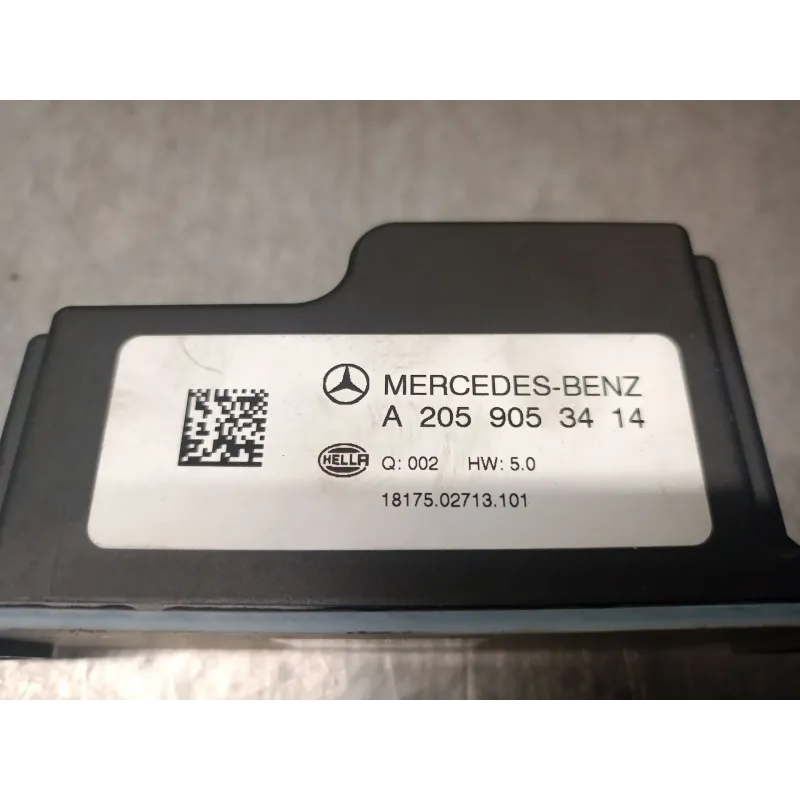 MERCEDES-BENZ
A 205 905 34 14
HELLA Q: 002 HW: 5.0
18175.02713.101